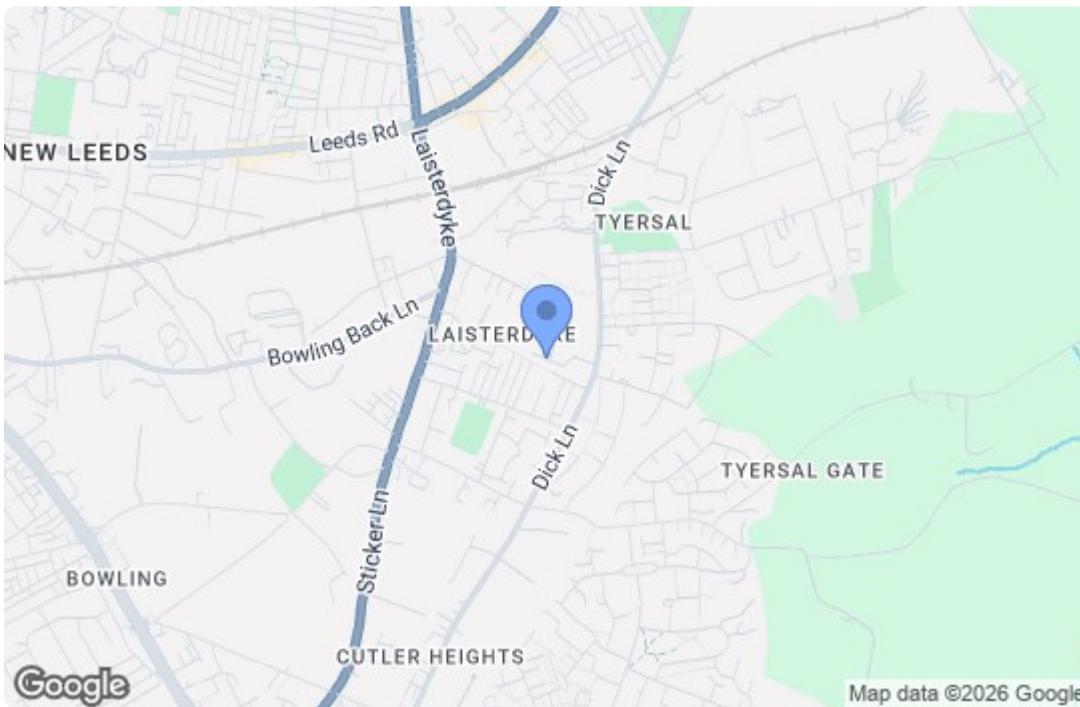 Leeds Rd
NEW LEEDS
Laisterdyke
Dick Ln
TYERSAL
Bowling Back Ln
Dick Ln
TYERSAL GATE
Sticker Ln
BOWLING
CUTLER HEIGHTS
Google
Map data ©2026 Google